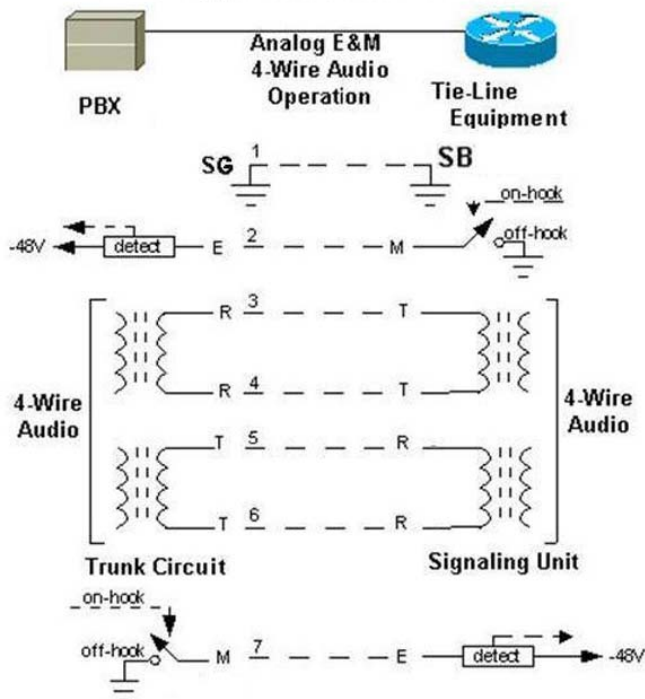 Analog E&M
4-Wire Audio
Operation
PBX
Tie-Line
Equipment
SG 1 SB
on-hook
-48V detect E 2 M off-hook
R 3 T
R 4 T
4-Wire
Audio
4-Wire
Audio
T 5 R
T 6 R
Trunk Circuit Signaling Unit
on-hook
off-hook M 7 E detect -48V